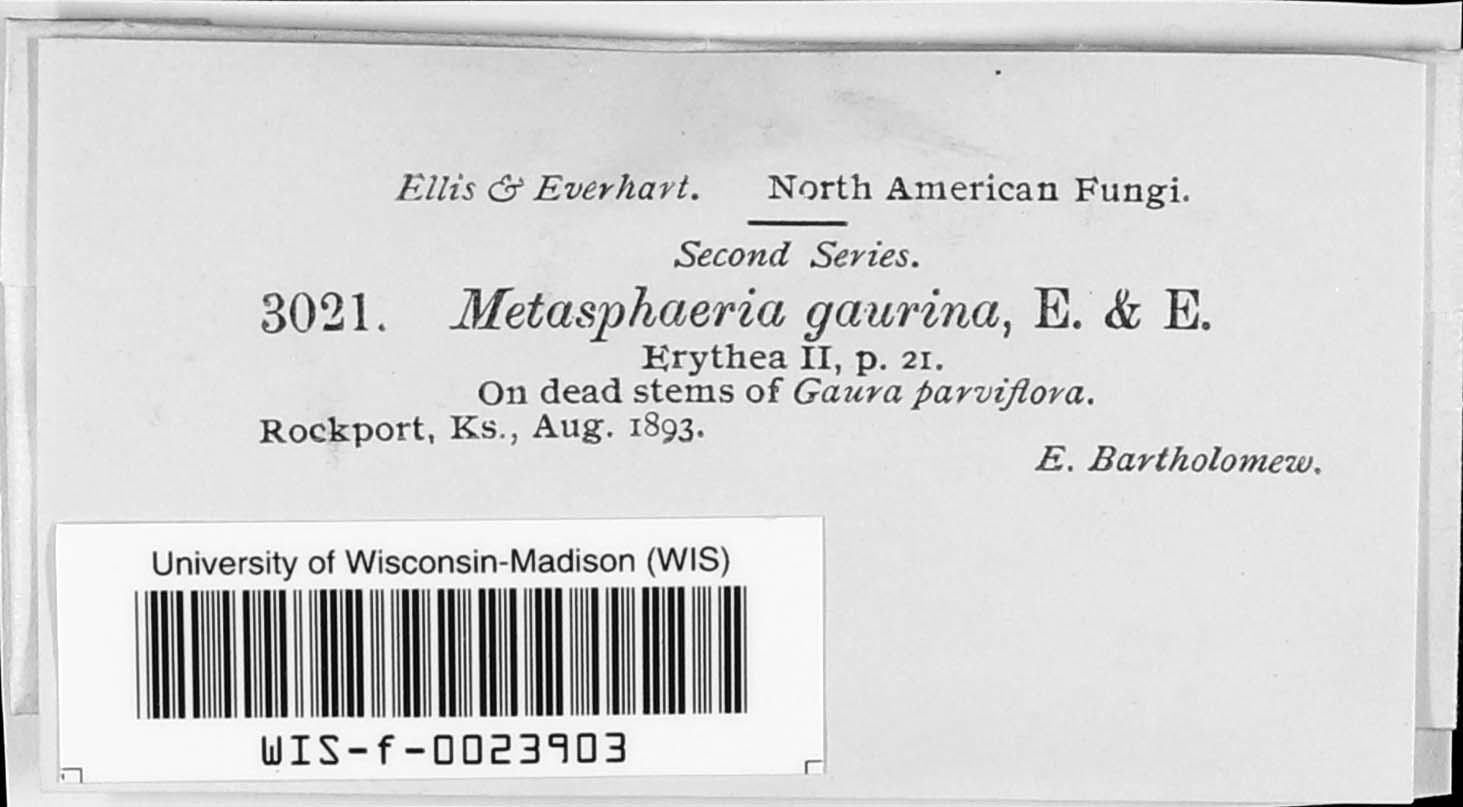 Ellis & Everhart. North American Fungi.
Second Series.
3021. Metasphaeria gaurina, E. & E.
Erythea II, p. 21.
On dead stems of Gaura parviflora.
Rockport, Ks., Aug. 1893.
E. Bartholomew.
University of Wisconsin-Madison (WIS)
WIS-f-0023903